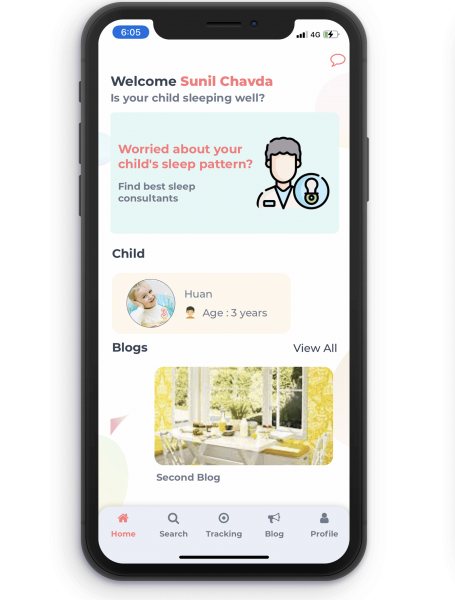 6:05
4G
Welcome Sunil Chavda
Is your child sleeping well?
Worried about your
child's sleep pattern?
Find best sleep
consultants
Child
Huan
Age : 3 years
Blogs View All
Second Blog
Home Search Tracking Blog Profile